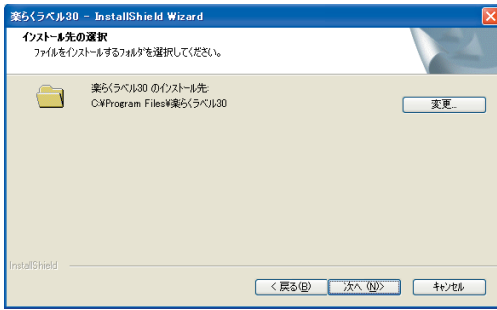 楽らくラベル30 - InstallShield Wizard
インストール先の選択
ファイルをインストールするフォルダを選択してください。
楽らくラベル30 のインストール先:
C:¥Program Files¥楽らくラベル30
変更...
InstallShield
< 戻る(B)
次へ (N)>
キャンセル